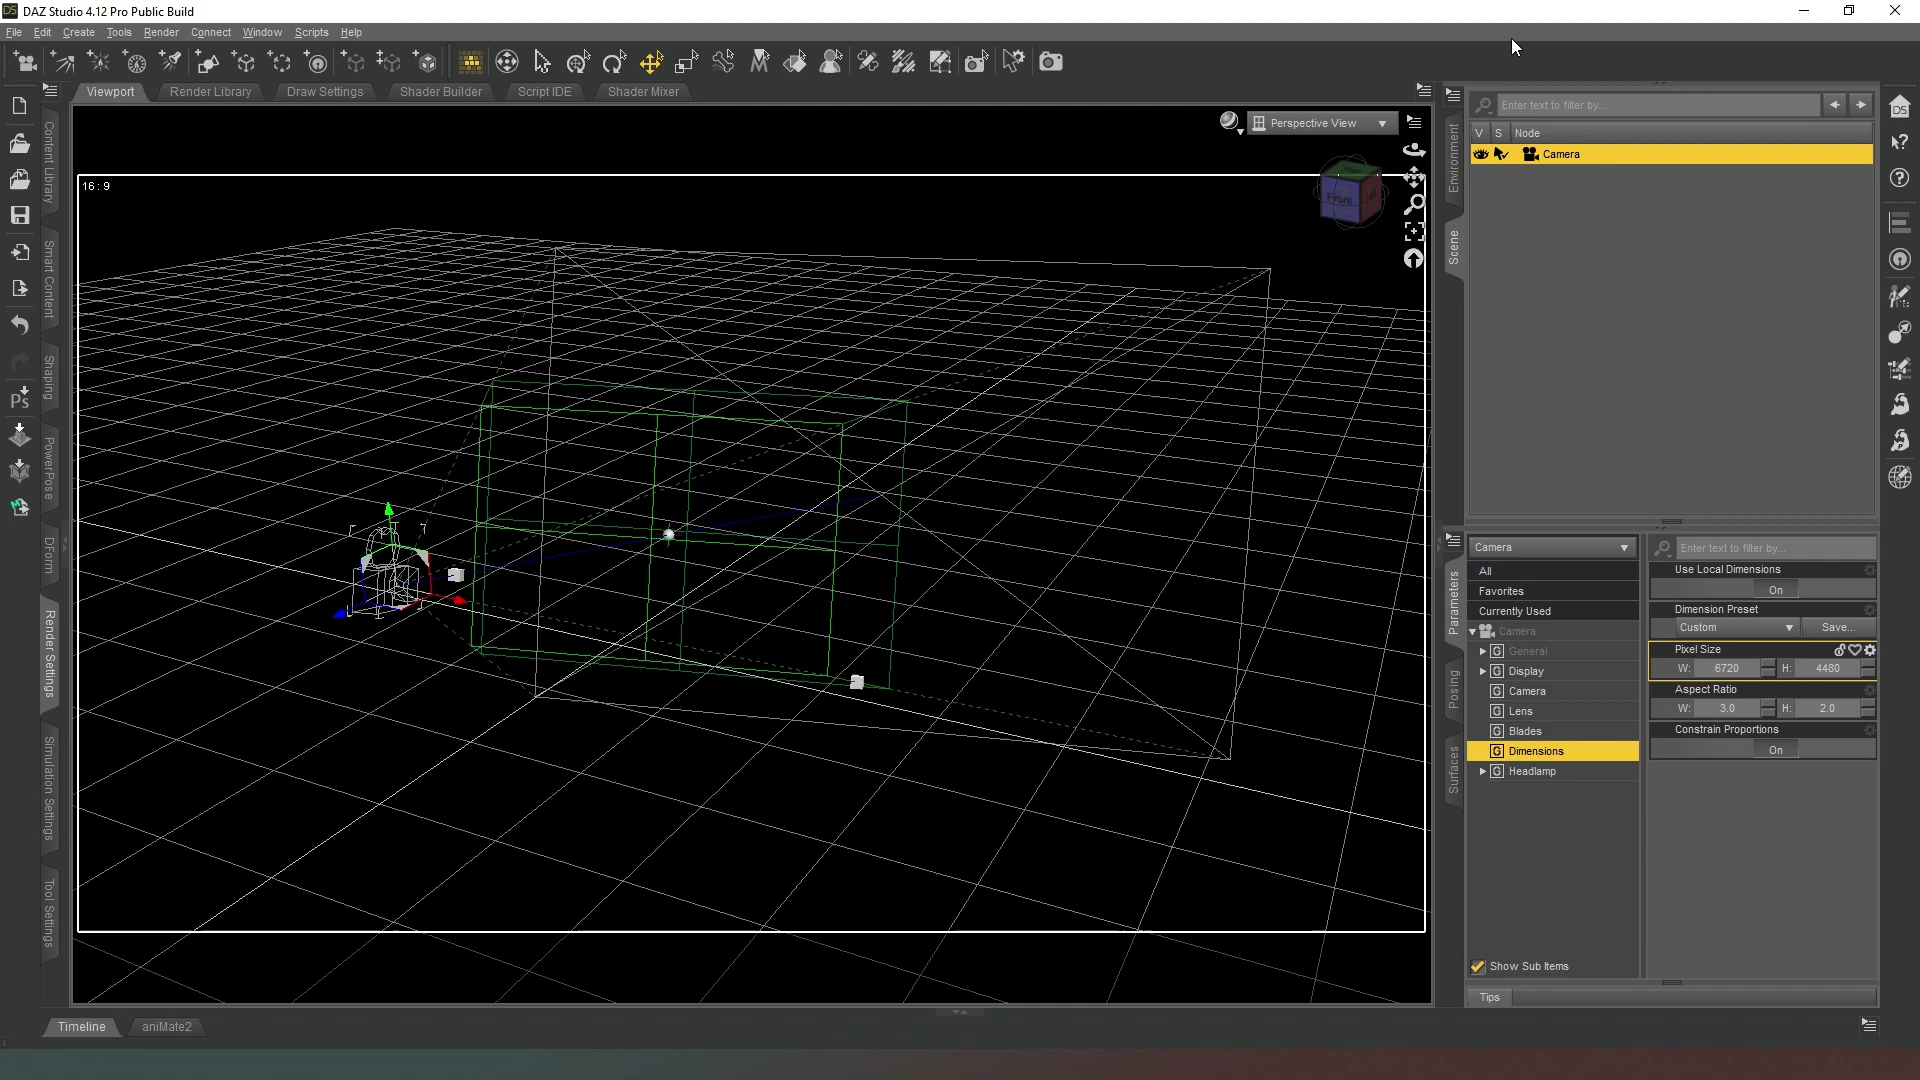 DAZ Studio 4.12 Pro Public Build
File Edit Create Tools Render Connect Window Scripts Help
Viewport Render Library Draw Settings Shader Builder Script IDE Shader Mixer
Perspective View
16 : 9
Front
Content Library
Smart Content
Shaping
PowerPose
DForm
Render Settings
Simulation Settings
Tool Settings
Ps
Environment
Scene
Enter text to filter by...
V S Node
Camera
Parameters
Posing
Surfaces
Camera
All
Favorites
Currently Used
Camera
G General
G Display
G Camera
G Lens
G Blades
G Dimensions
G Headlamp
Show Sub Items
Enter text to filter by...
Use Local Dimensions
On
Dimension Preset
Custom Save...
Pixel Size
W: 6720 H: 4480
Aspect Ratio
W: 3.0 H: 2.0
Constrain Proportions
On
Tips
DS
Timeline aniMate2